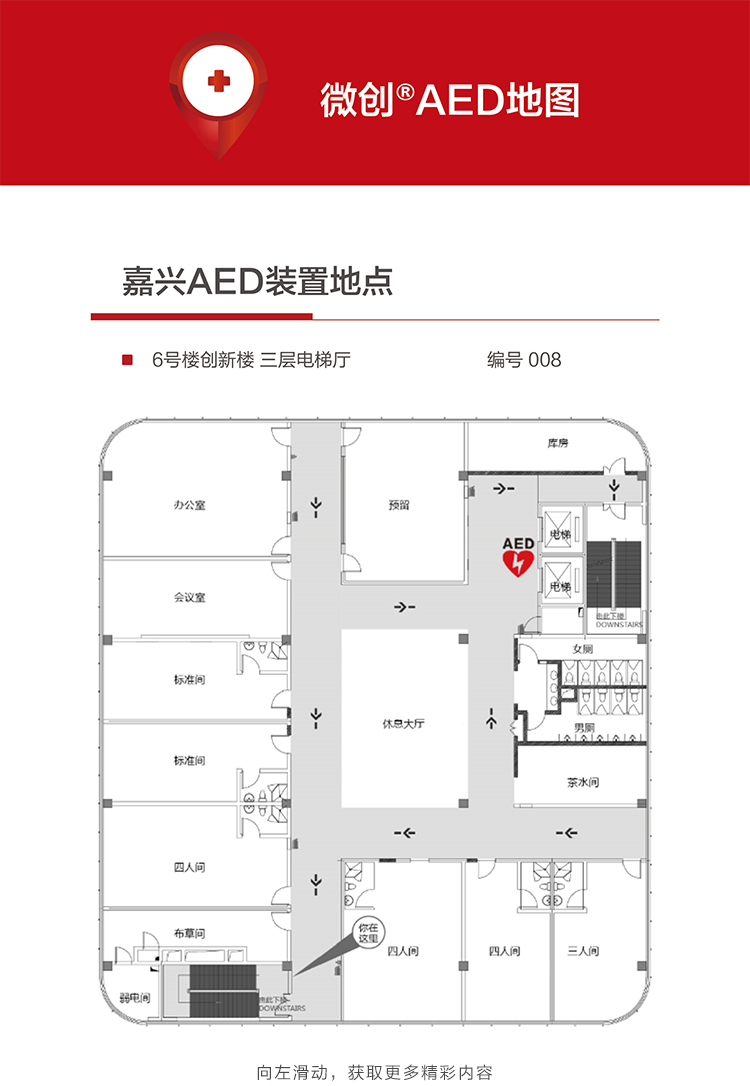 微创®AED地图
嘉兴AED装置地点
6号楼创新楼 三层电梯厅
编号 008
库房
办公室
预留
电梯
AED
电梯
会议室
由此下楼
DOWNSTAIRS
女厕
标准间
休息大厅
男厕
标准间
茶水间
四人间
布草间
你在
这里
四人间
四人间
三人间
弱电间
由此下楼
DOWNSTAIRS
向左滑动，获取更多精彩内容